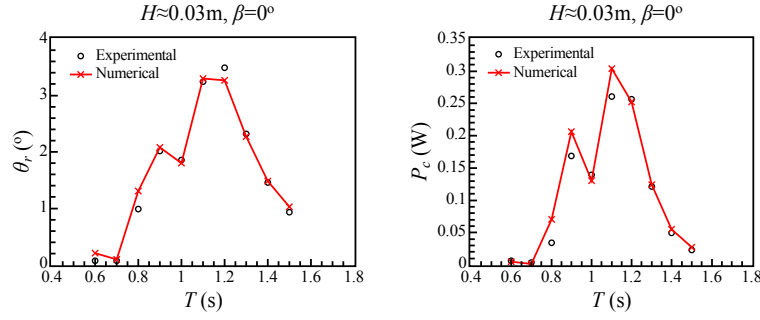 H≈0.03m, β=0º
θr (º)
4
3
2
1
0
Experimental
Numerical
0.4 0.6 0.8 1 1.2 1.4 1.6 1.8
T (s)
H≈0.03m, β=0º
Pc (W)
0.35
0.3
0.25
0.2
0.15
0.1
0.05
0
Experimental
Numerical
0.4 0.6 0.8 1 1.2 1.4 1.6 1.8
T (s)